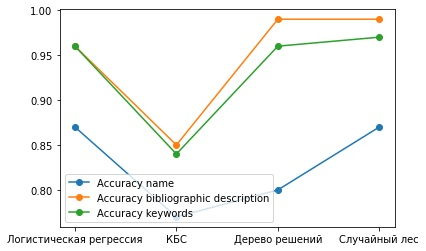 1.00
0.95
0.90
0.85
0.80
Accuracy name
Accuracy bibliographic description
Accuracy keywords
Логистическая регрессия КБС Дерево решений Случайный лес